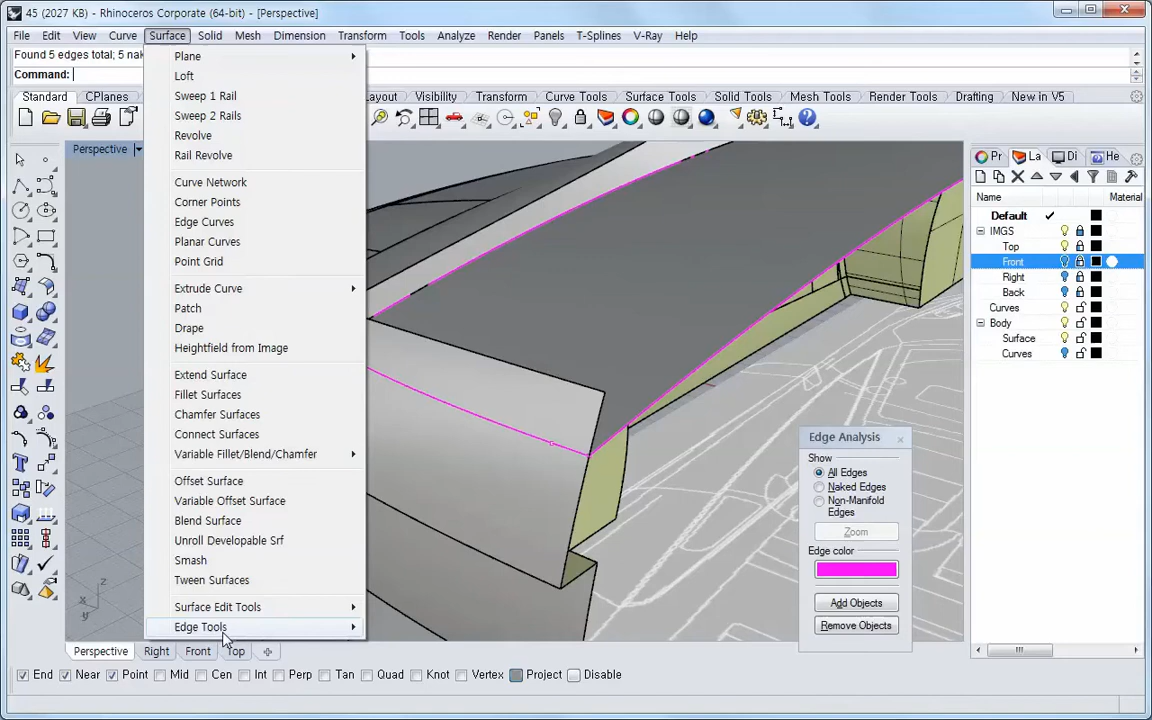 45 (2027 KB) - Rhinoceros Corporate (64-bit) - [Perspective]
File Edit View Curve Surface Solid Mesh Dimension Transform Tools Analyze Render Panels T-Splines V-Ray Help
Found 5 edges total; 5 nak
Command:
Standard CPlanes ayout Visibility Transform Curve Tools Surface Tools Solid Tools Mesh Tools Render Tools Drafting New in V5
Perspective
Plane
Loft
Sweep 1 Rail
Sweep 2 Rails
Revolve
Rail Revolve
Curve Network
Corner Points
Edge Curves
Planar Curves
Point Grid
Extrude Curve
Patch
Drape
Heightfield from Image
Extend Surface
Fillet Surfaces
Chamfer Surfaces
Connect Surfaces
Variable Fillet/Blend/Chamfer
Offset Surface
Variable Offset Surface
Blend Surface
Unroll Developable Srf
Smash
Tween Surfaces
Surface Edit Tools
Edge Tools
z
y
x
Pr La Di He
Name Material
Default
IMGS
Top
Front
Right
Back
Curves
Body
Surface
Curves
Edge Analysis
Show
All Edges
Naked Edges
Non-Manifold
Edges
Zoom
Edge color
Add Objects
Remove Objects
Perspective Right Front Top
End Near Point Mid Cen Int Perp Tan Quad Knot Vertex Project Disable